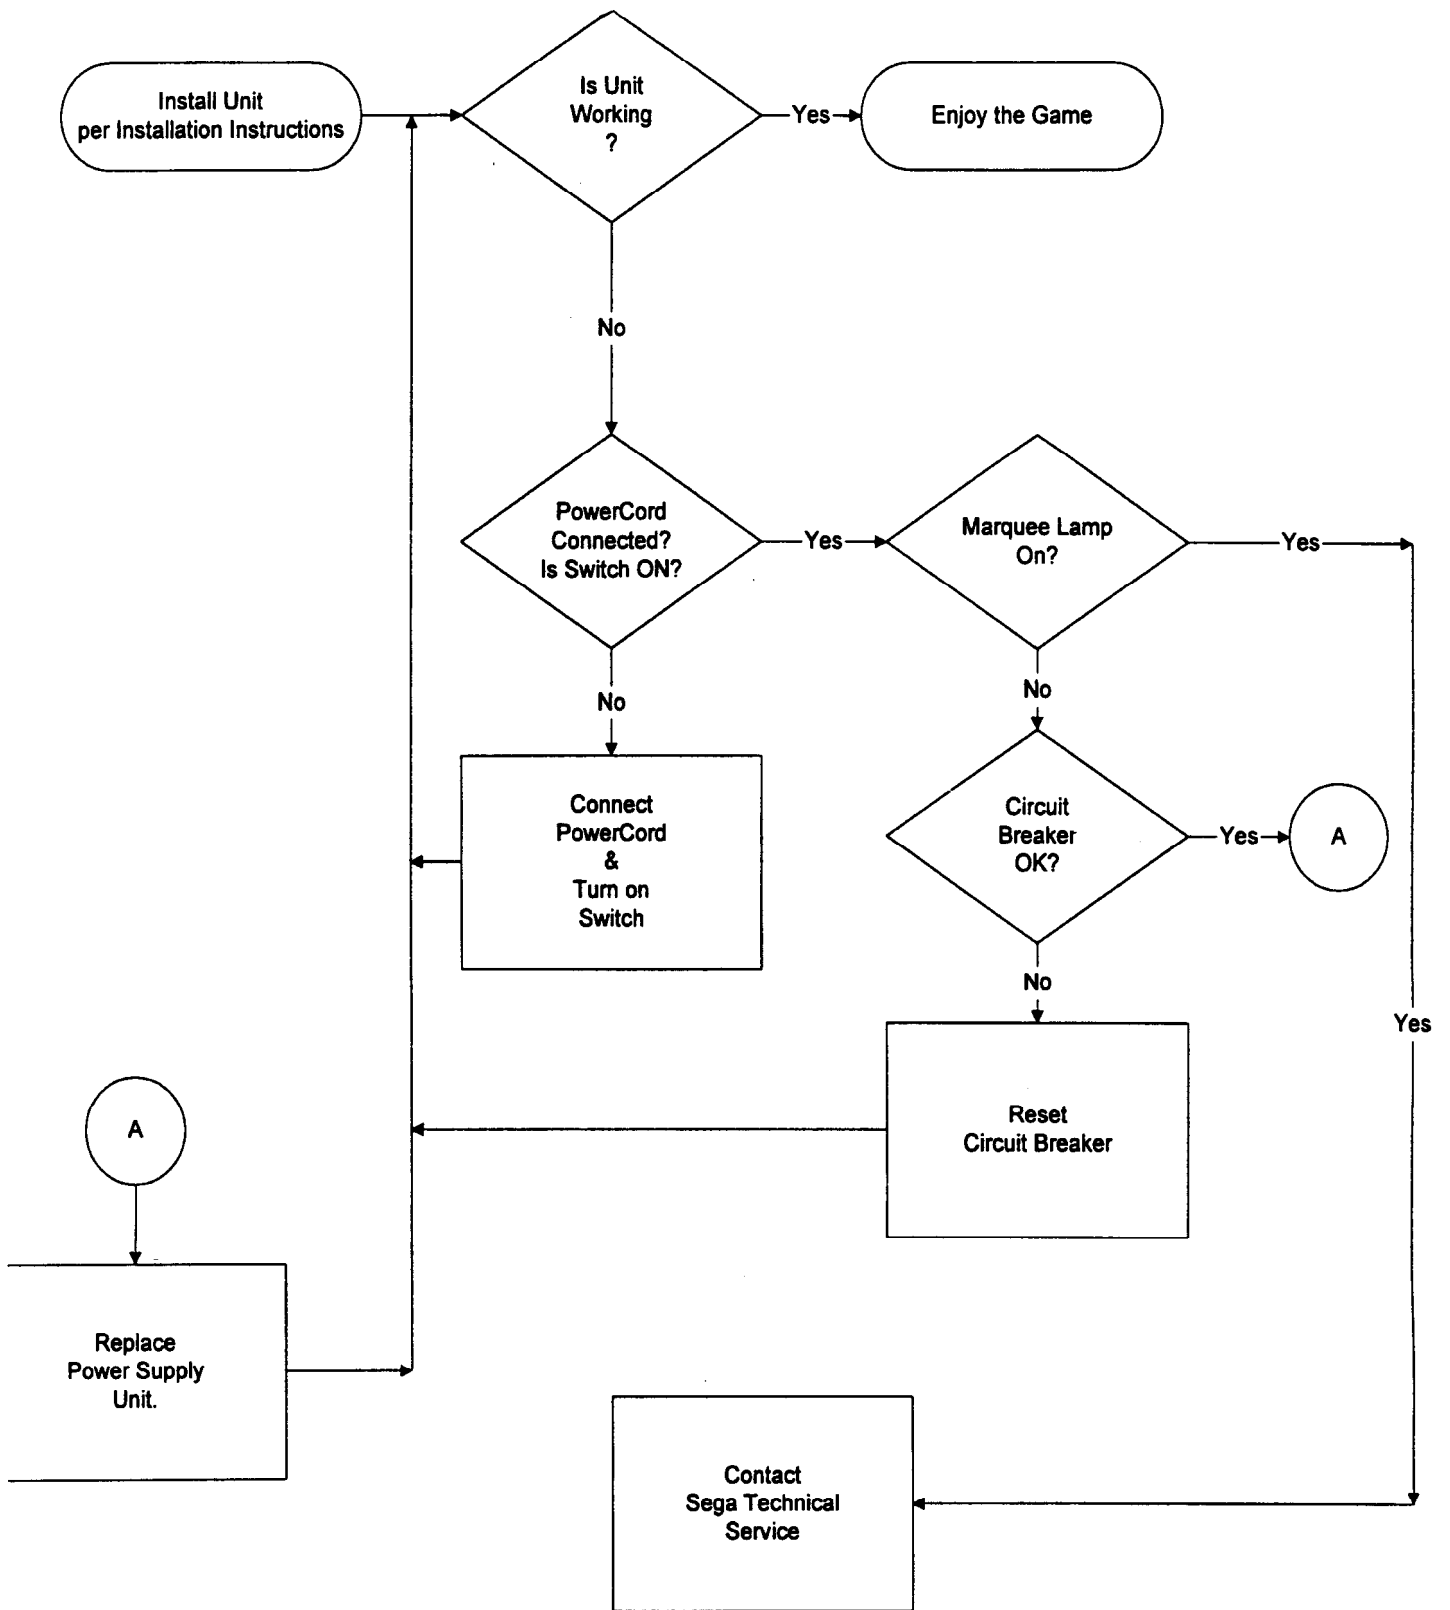 Install Unit
per Installation Instructions
Is Unit
Working
?
Yes
Enjoy the Game
No
PowerCord
Connected?
Is Switch ON?
Yes
Marquee Lamp
On?
Yes
No
No
Connect
PowerCord
&
Turn on
Switch
Circuit
Breaker
OK?
Yes
A
No
Yes
Reset
Circuit Breaker
A
Replace
Power Supply
Unit.
Contact
Sega Technical
Service